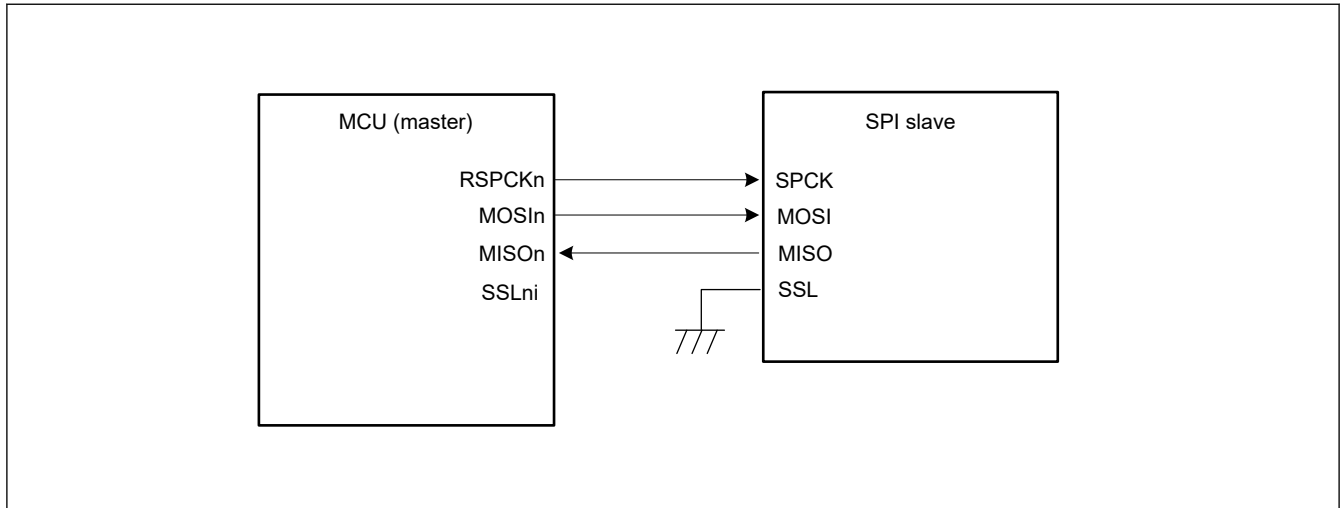 MCU (master)
RSPCKn
MOSIn
MISOn
SSLni
SPI slave
SPCK
MOSI
MISO
SSL